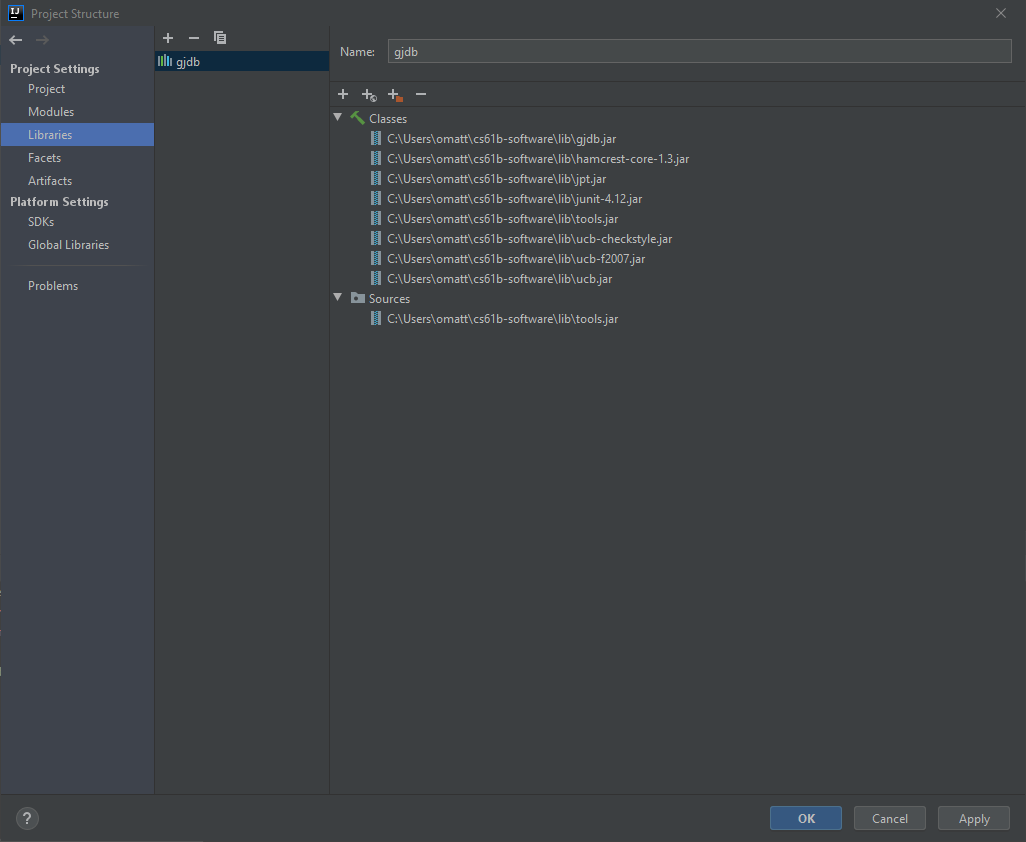 IJ Project Structure
Project Settings
Project
Modules
Libraries
Facets
Artifacts
Platform Settings
SDKs
Global Libraries
Problems
gjdb
Name: gjdb
Classes
C:\Users\omatt\cs61b-software\lib\gjdb.jar
C:\Users\omatt\cs61b-software\lib\hamcrest-core-1.3.jar
C:\Users\omatt\cs61b-software\lib\jpt.jar
C:\Users\omatt\cs61b-software\lib\junit-4.12.jar
C:\Users\omatt\cs61b-software\lib\tools.jar
C:\Users\omatt\cs61b-software\lib\ucb-checkstyle.jar
C:\Users\omatt\cs61b-software\lib\ucb-f2007.jar
C:\Users\omatt\cs61b-software\lib\ucb.jar
Sources
C:\Users\omatt\cs61b-software\lib\tools.jar
? OK Cancel Apply